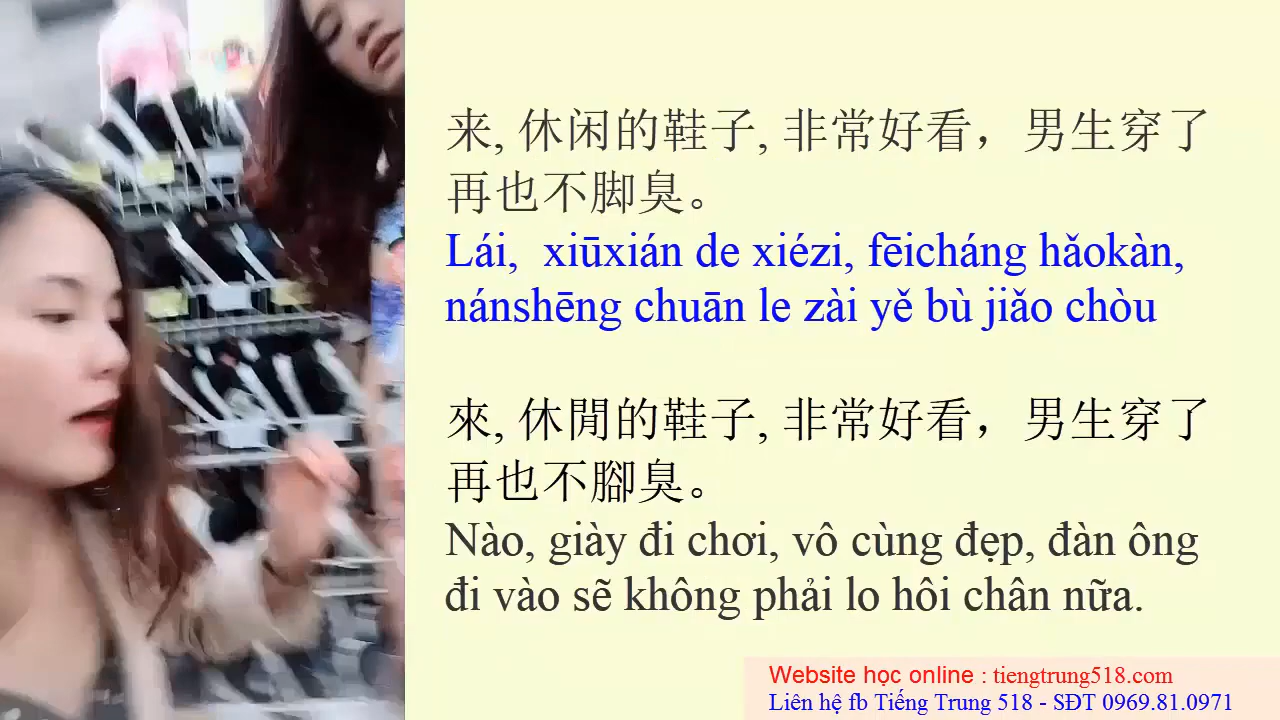 来, 休闲的鞋子, 非常好看，男生穿了
再也不脚臭。
Lái,  xiūxián de xiézi, fēicháng hǎokàn,
nánshēng chuān le zài yě bù jiǎo chòu
來, 休閒的鞋子, 非常好看，男生穿了
再也不腳臭。
Nào, giày đi chơi, vô cùng đẹp, đàn ông
đi vào sẽ không phải lo hôi chân nữa.
Website học online : tiengtrung518.com
Liên hệ fb Tiếng Trung 518 - SĐT 0969.81.0971